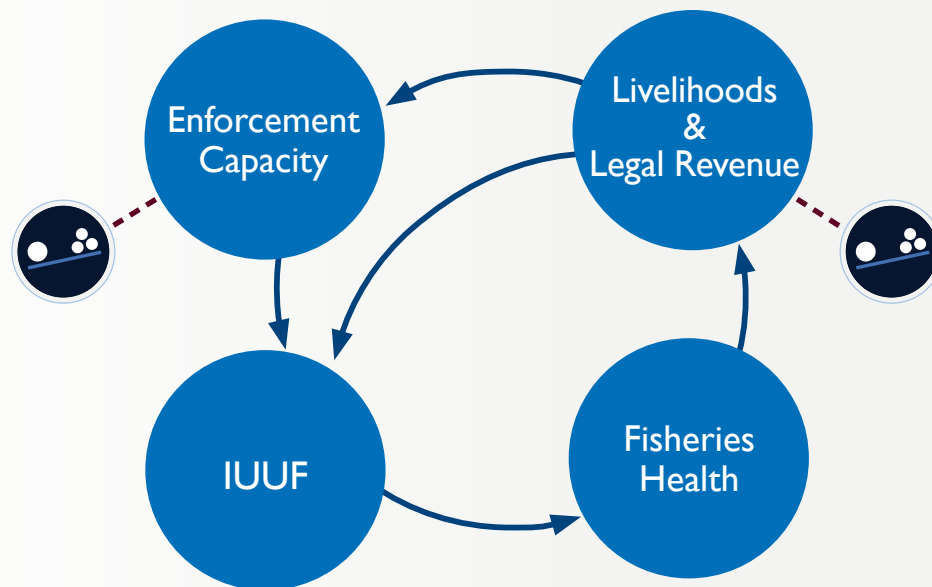 Enforcement
Capacity
Livelihoods
&
Legal Revenue
IUUF
Fisheries
Health